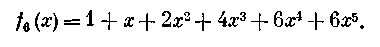 f₆ (x) = 1 + x + 2x² + 4x³ + 6x⁴ + 6x⁵.